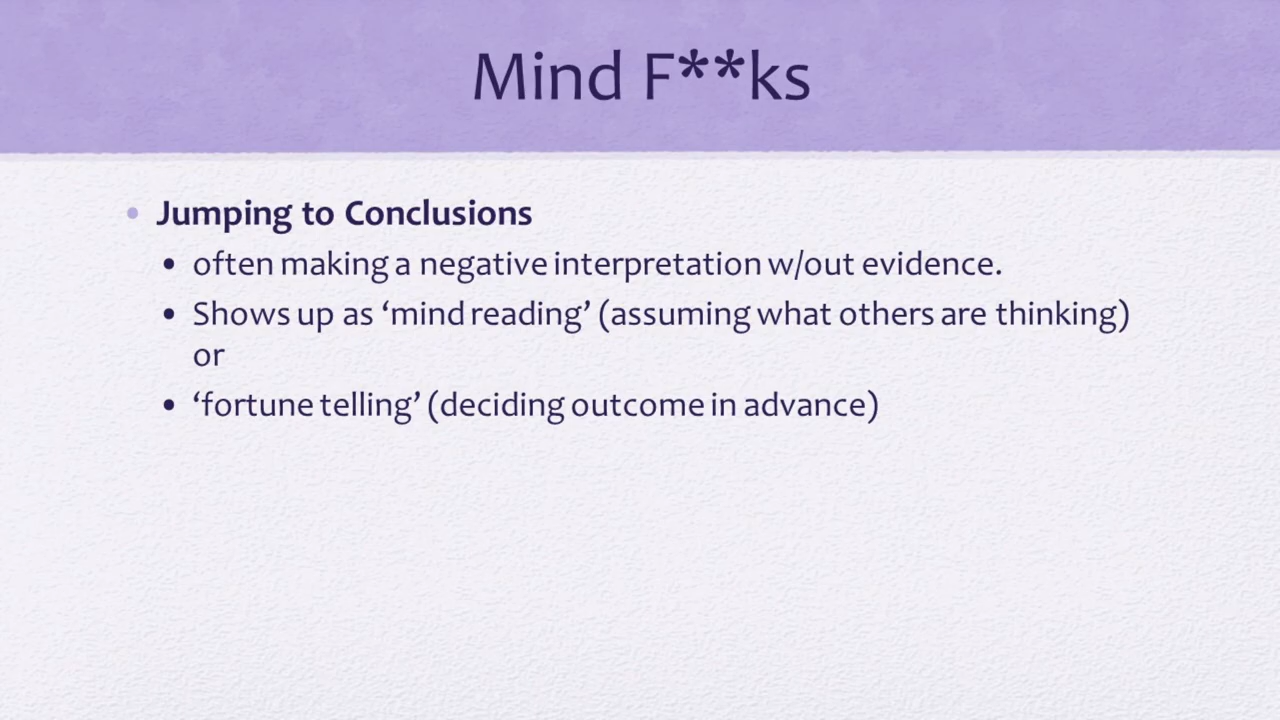 Mind F**ks
• Jumping to Conclusions
• often making a negative interpretation w/out evidence.
• Shows up as ‘mind reading’ (assuming what others are thinking)
or
• ‘fortune telling’ (deciding outcome in advance)